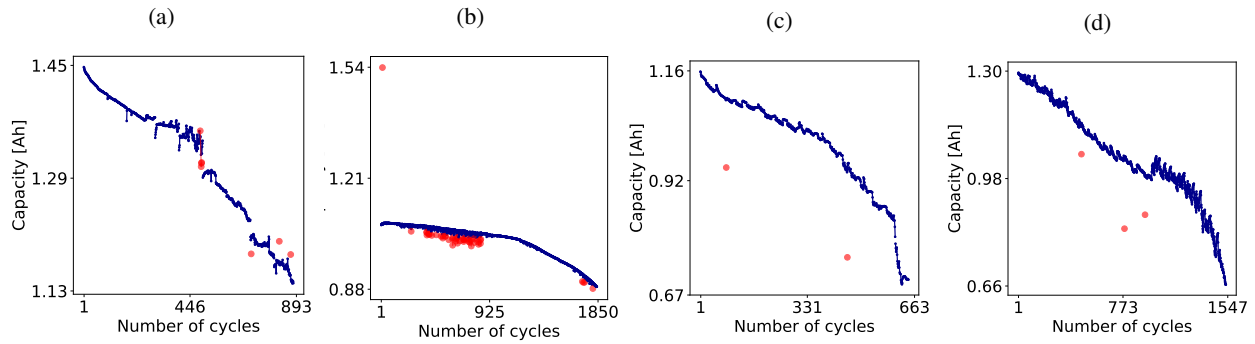 (a)
(b)
(c)
(d)
Capacity [Ah]
1.45
1.29
1.13
1
446
893
Number of cycles
1.54
1.21
0.88
1
925
1850
Number of cycles
Capacity [Ah]
1.16
0.92
0.67
1
331
663
Number of cycles
Capacity [Ah]
1.30
0.98
0.66
1
773
1547
Number of cycles